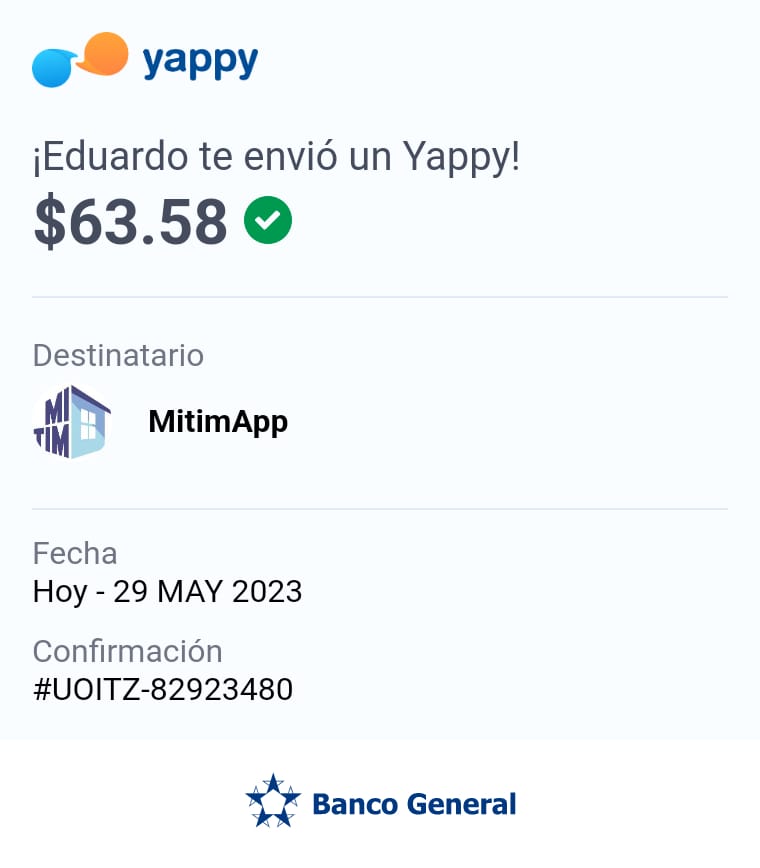 yappy
¡Eduardo te envió un Yappy!
$63.58
Destinatario
MI
TIM
MitimApp
Fecha
Hoy - 29 MAY 2023
Confirmación
#UOITZ-82923480
Banco General